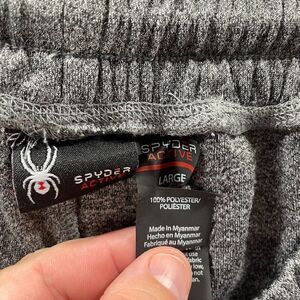 SPYDER
ACTIVE
SPYDER
ACTIVE
LARGE
100% POLYESTER/
POLIÉSTER
Made in Myanmar
Hecho en Myanmar
Fabriqué au Myanmar